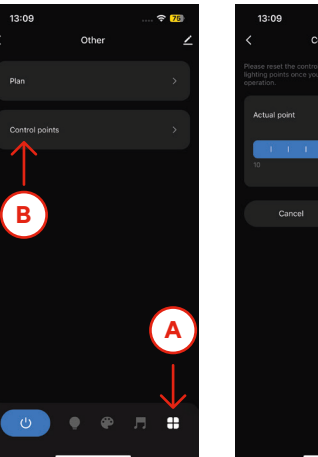 13:09
75
Other
Plan
Control points
B
A
13:09
C
Please reset the control
lighting points once you
operation.
Actual point
10
Cancel